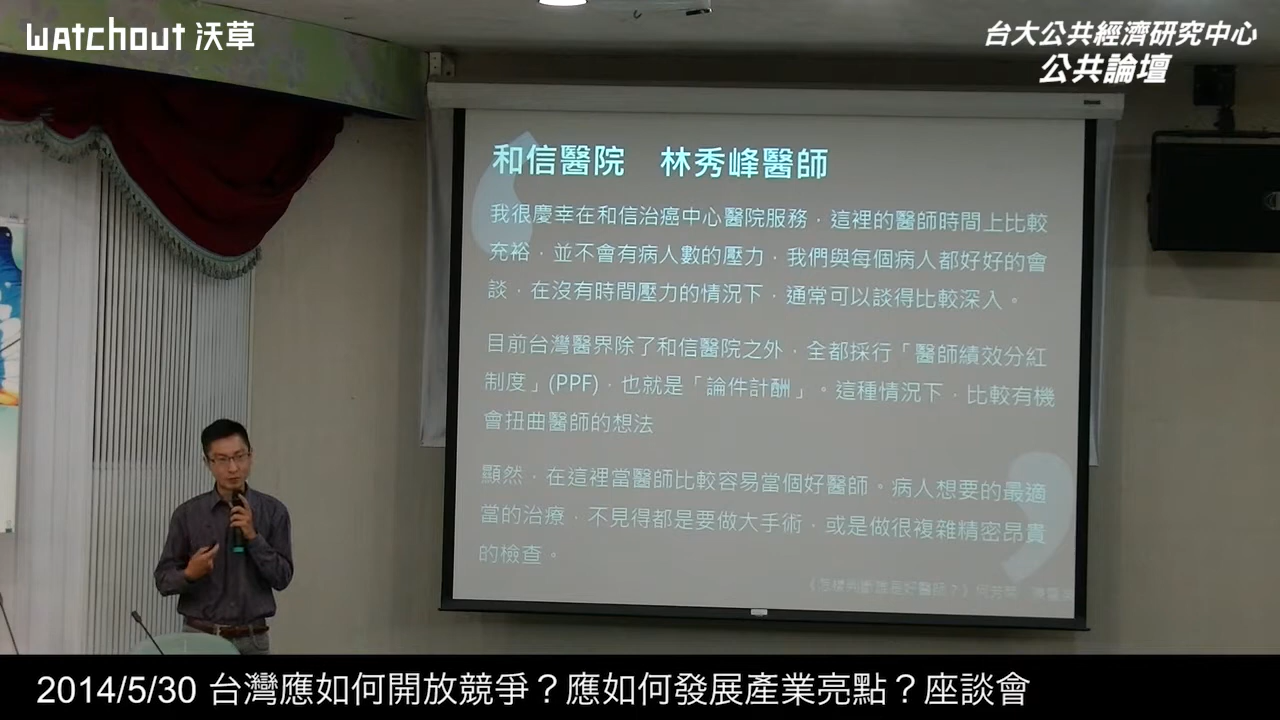 watchout 沃草
台大公共經濟研究中心
公共論壇
和信醫院 林秀峰醫師
我很慶幸在和信治癌中心醫院服務，這裡的醫師時間上比較
充裕，並不會有病人數的壓力，我們與每個病人都好好的會
談，在沒有時間壓力的情況下，通常可以談得比較深入。
目前台灣醫界除了和信醫院之外，全都採行「醫師績效分紅
制度」(PPF)，也就是「論件計酬」。這種情況下，比較有機
會扭曲醫師的想法
顯然，在這裡當醫師比較容易當個好醫師。病人想要的最適
當的治療，不見得都是要做大手術，或是做很複雜精密昂貴
的檢查。
《怎樣判斷誰是好醫師？》
2014/5/30 台灣應如何開放競爭？應如何發展產業亮點？座談會